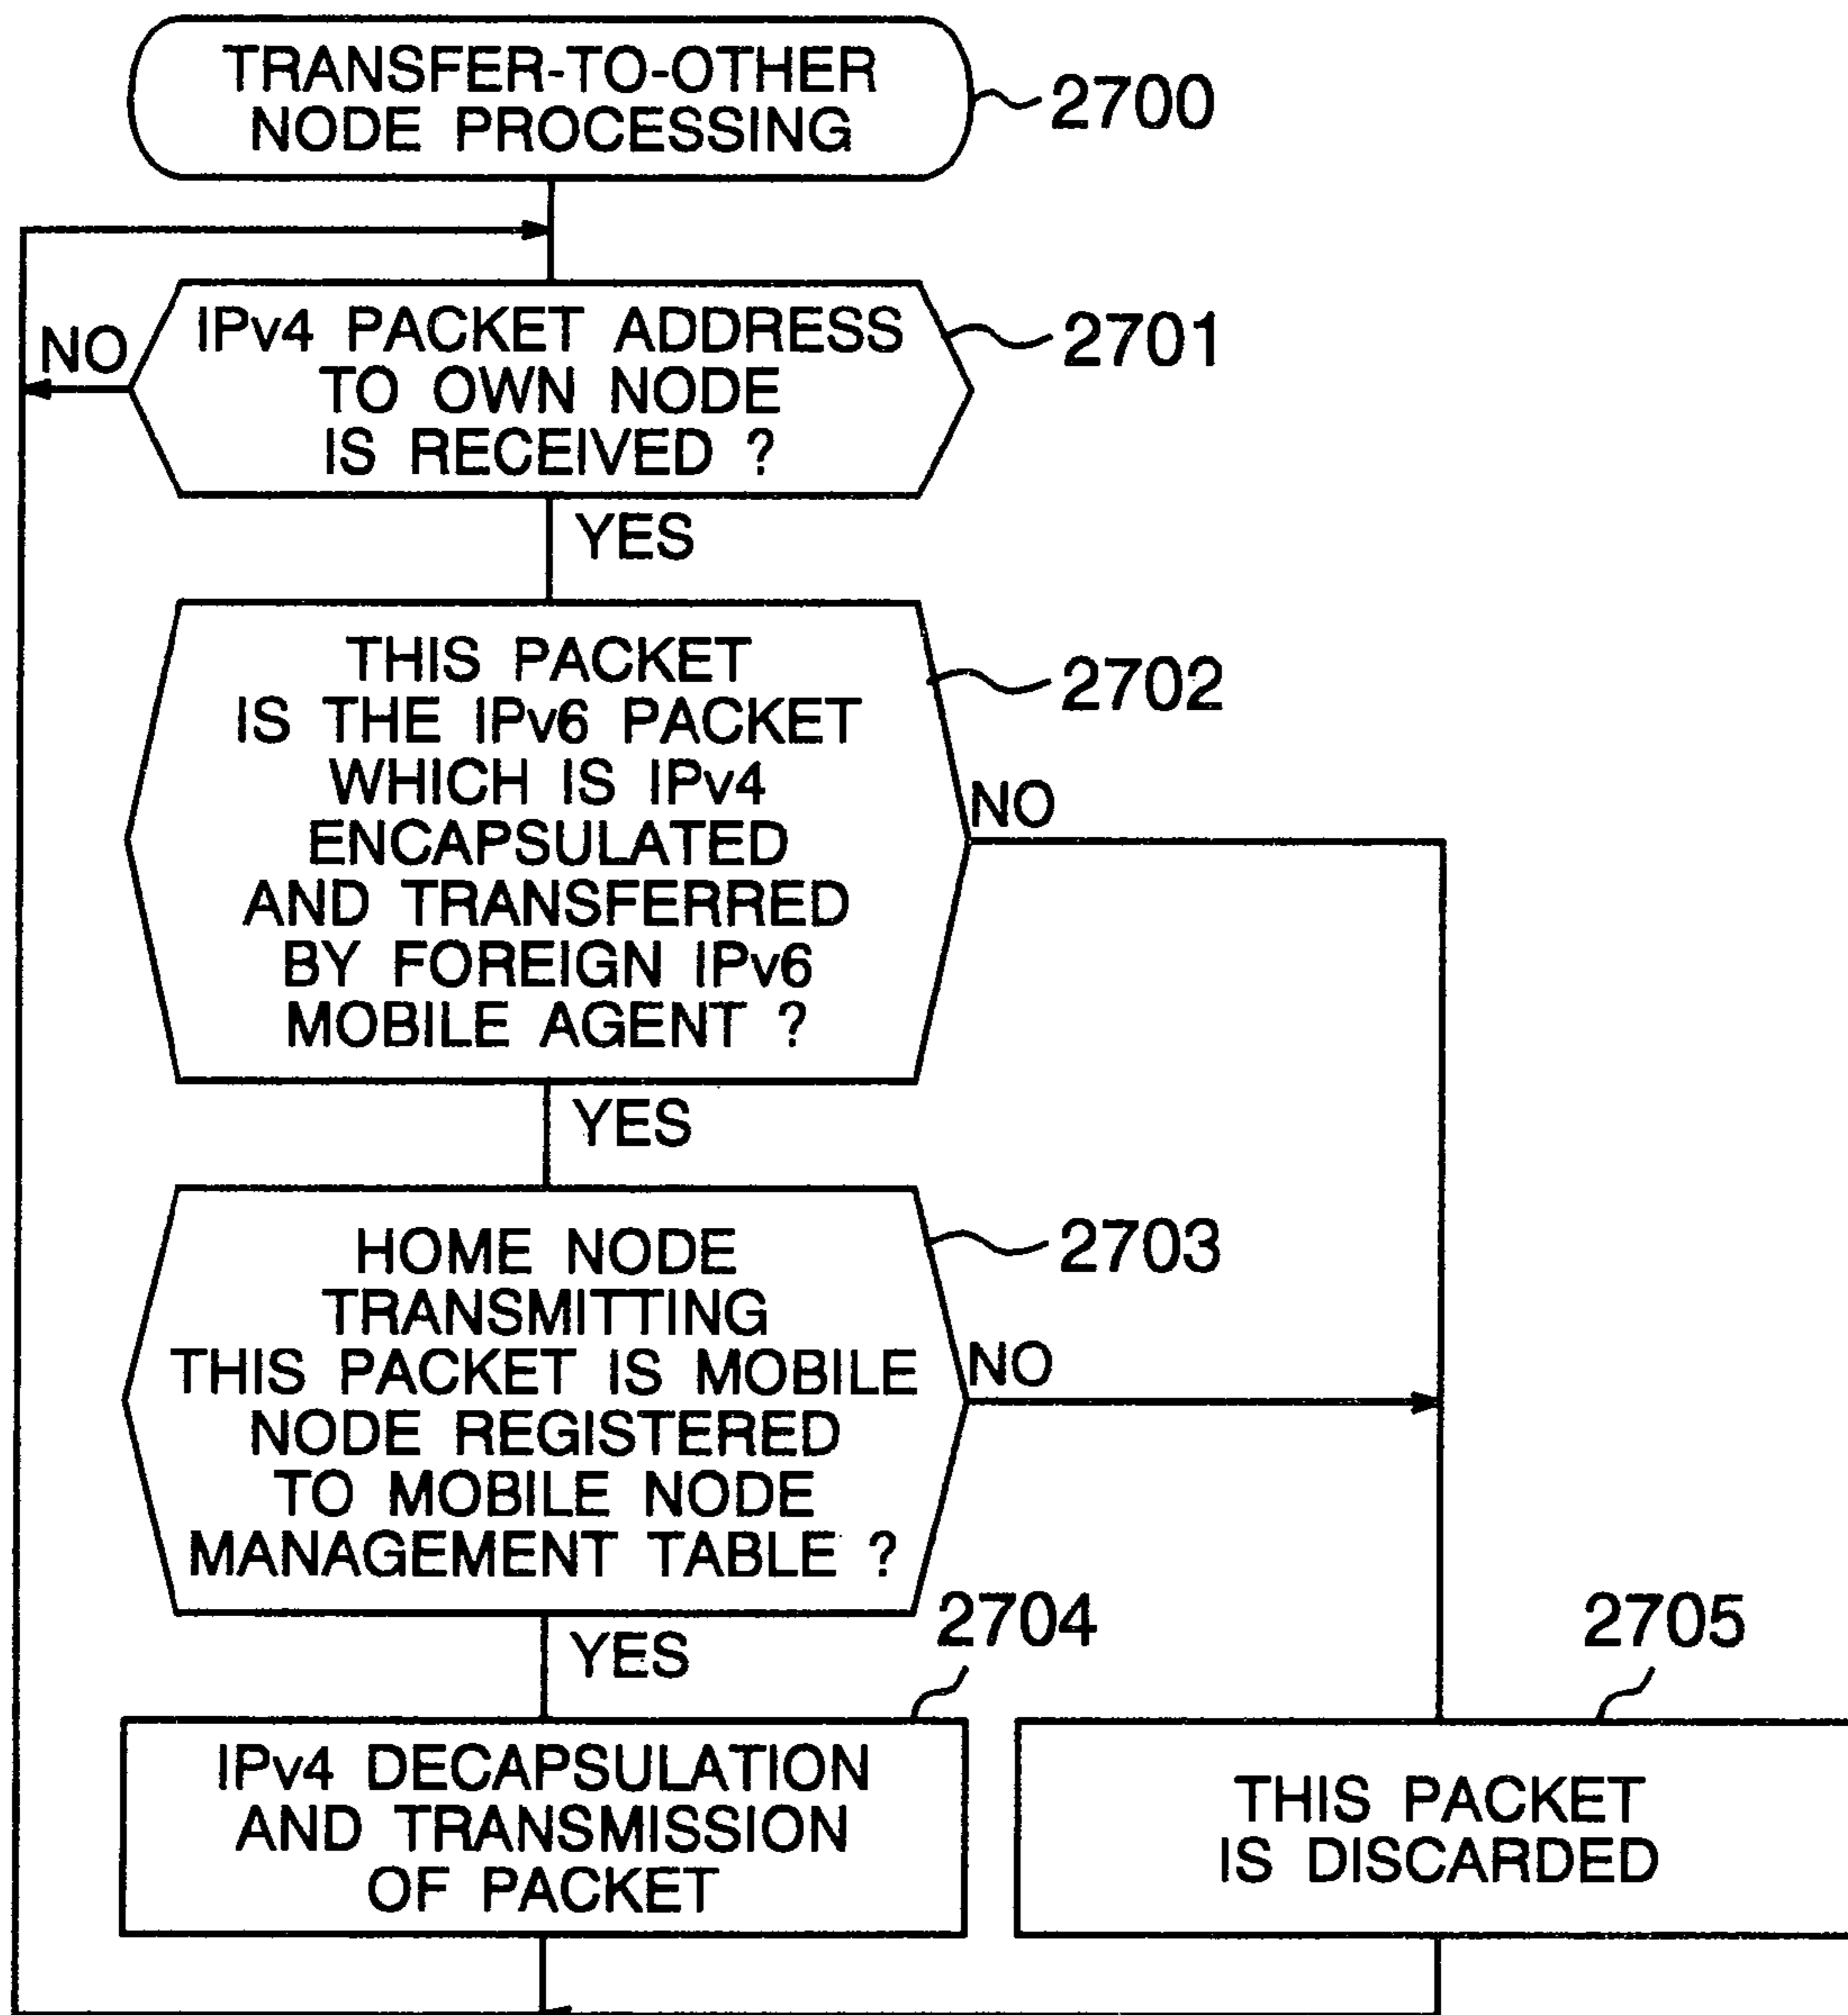 TRANSFER-TO-OTHER
NODE PROCESSING
2700
IPv4 PACKET ADDRESS
TO OWN NODE
IS RECEIVED ?
2701
NO
YES
THIS PACKET
IS THE IPv6 PACKET
WHICH IS IPv4
ENCAPSULATED
AND TRANSFERRED
BY FOREIGN IPv6
MOBILE AGENT ?
2702
NO
YES
HOME NODE
TRANSMITTING
THIS PACKET IS MOBILE
NODE REGISTERED
TO MOBILE NODE
MANAGEMENT TABLE ?
2703
NO
YES
2704
IPv4 DECAPSULATION
AND TRANSMISSION
OF PACKET
2705
THIS PACKET
IS DISCARDED